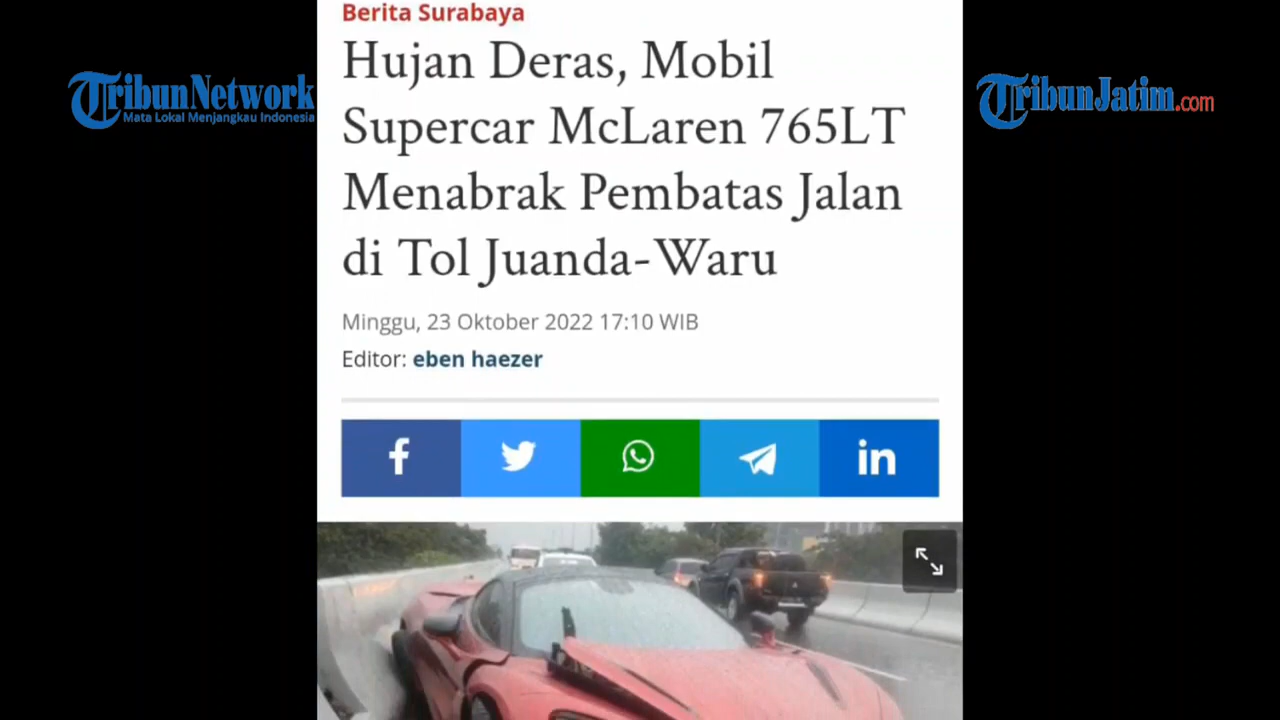 Berita Surabaya
Hujan Deras, Mobil
Supercar McLaren 765LT
Menabrak Pembatas Jalan
di Tol Juanda-Waru
Minggu, 23 Oktober 2022 17:10 WIB
Editor: eben haezer
TribunNetwork
Mata Lokal Menjangkau Indonesia
TribunJatim.com
f
in